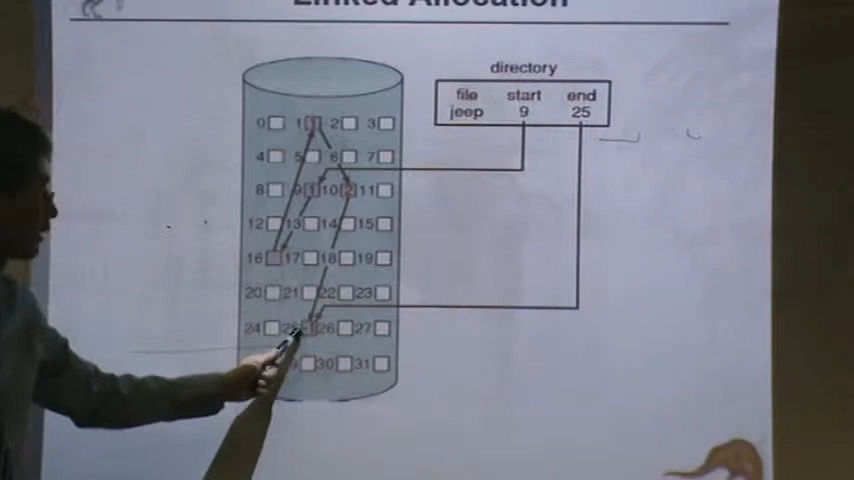 Linked Allocation
directory
file start end
jeep 9 25
0 1 2 3
4 5 6 7
8 9 10 11
12 13 14 15
16 17 18 19
20 21 22 23
24 25 26 27
30 31